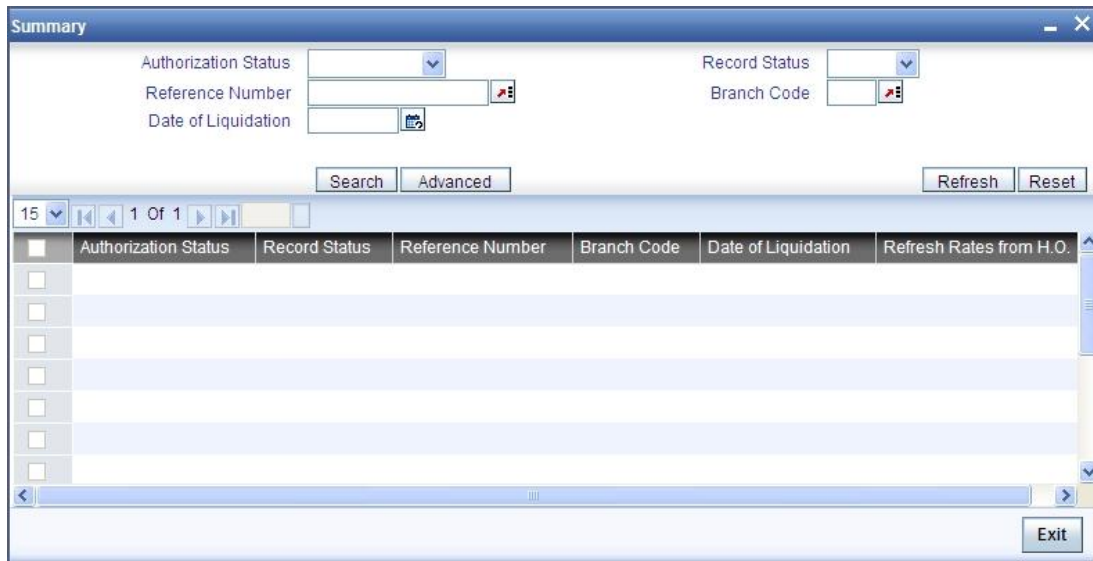 Summary
Authorization Status
Record Status
Reference Number
Branch Code
Date of Liquidation
Search Advanced Refresh Reset
15 1 Of 1
Authorization Status Record Status Reference Number Branch Code Date of Liquidation Refresh Rates from H.O.
Exit